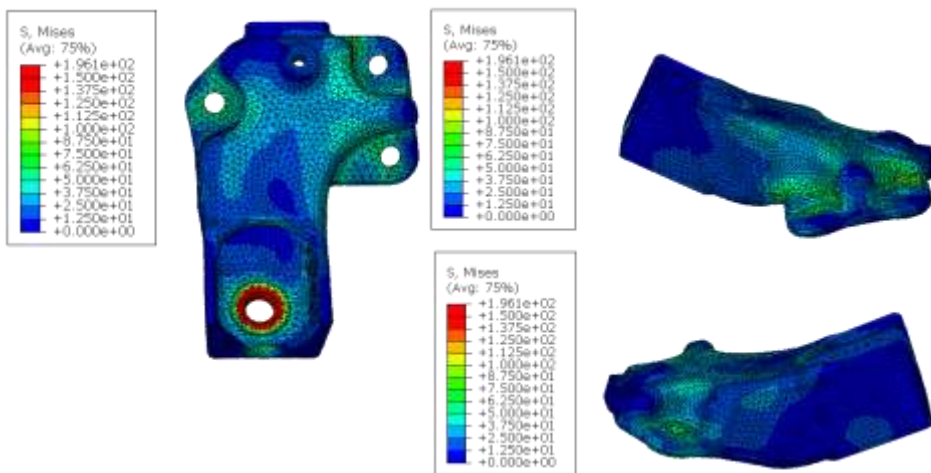 S, Mises
(Avg: 75%)
+1.961e+02
+1.500e+02
+1.375e+02
+1.250e+02
+1.125e+02
+1.000e+02
+8.750e+01
+7.500e+01
+6.250e+01
+5.000e+01
+3.750e+01
+2.500e+01
+1.250e+01
+0.000e+00
S, Mises
(Avg: 75%)
+1.961e+02
+1.500e+02
+1.375e+02
+1.250e+02
+1.125e+02
+1.000e+02
+8.750e+01
+7.500e+01
+6.250e+01
+5.000e+01
+3.750e+01
+2.500e+01
+1.250e+01
+0.000e+00
S, Mises
(Avg: 75%)
+1.961e+02
+1.500e+02
+1.375e+02
+1.250e+02
+1.125e+02
+1.000e+02
+8.750e+01
+7.500e+01
+6.250e+01
+5.000e+01
+3.750e+01
+2.500e+01
+1.250e+01
+0.000e+00